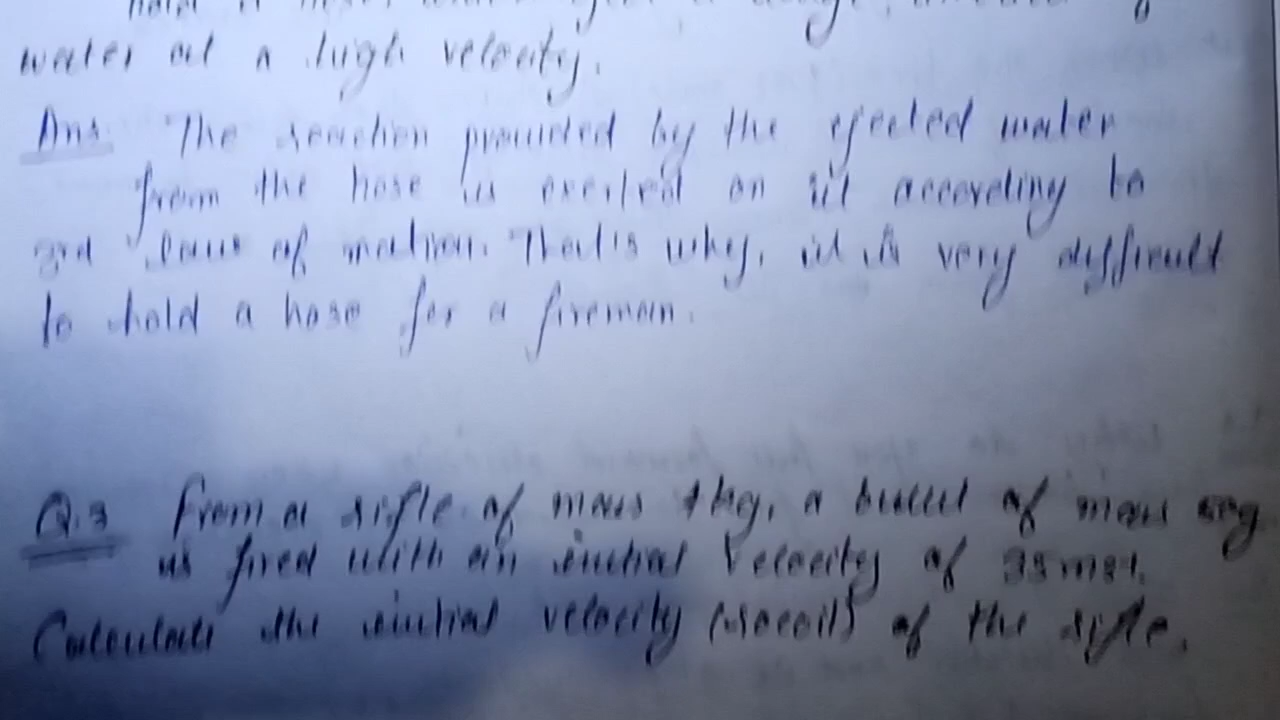 water at a high velocity.
Ans. The reaction provided by the ejected water
from the hose is exerted on it according to
3rd laws of motion. That's why, it is very difficult
to hold a hose for a fireman.
Q.3 From a rifle of mass 4kg, a bullet of mass 50g
is fired with an initial velocity of 35
Calculate the initial velocity (recoil) of the rifle.